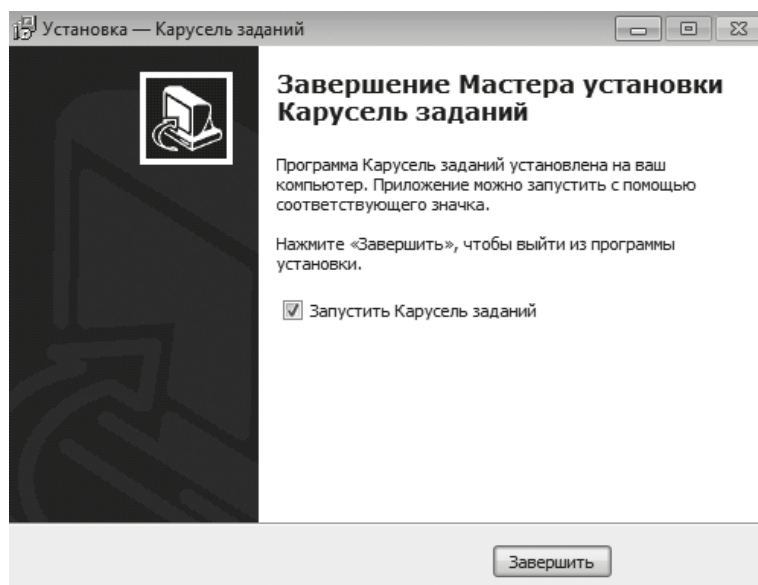 Установка — Карусель заданий
Завершение Мастера установки
Карусель заданий
Программа Карусель заданий установлена на ваш
компьютер. Приложение можно запустить с помощью
соответствующего значка.
Нажмите «Завершить», чтобы выйти из программы
установки.
Запустить Карусель заданий
Завершить